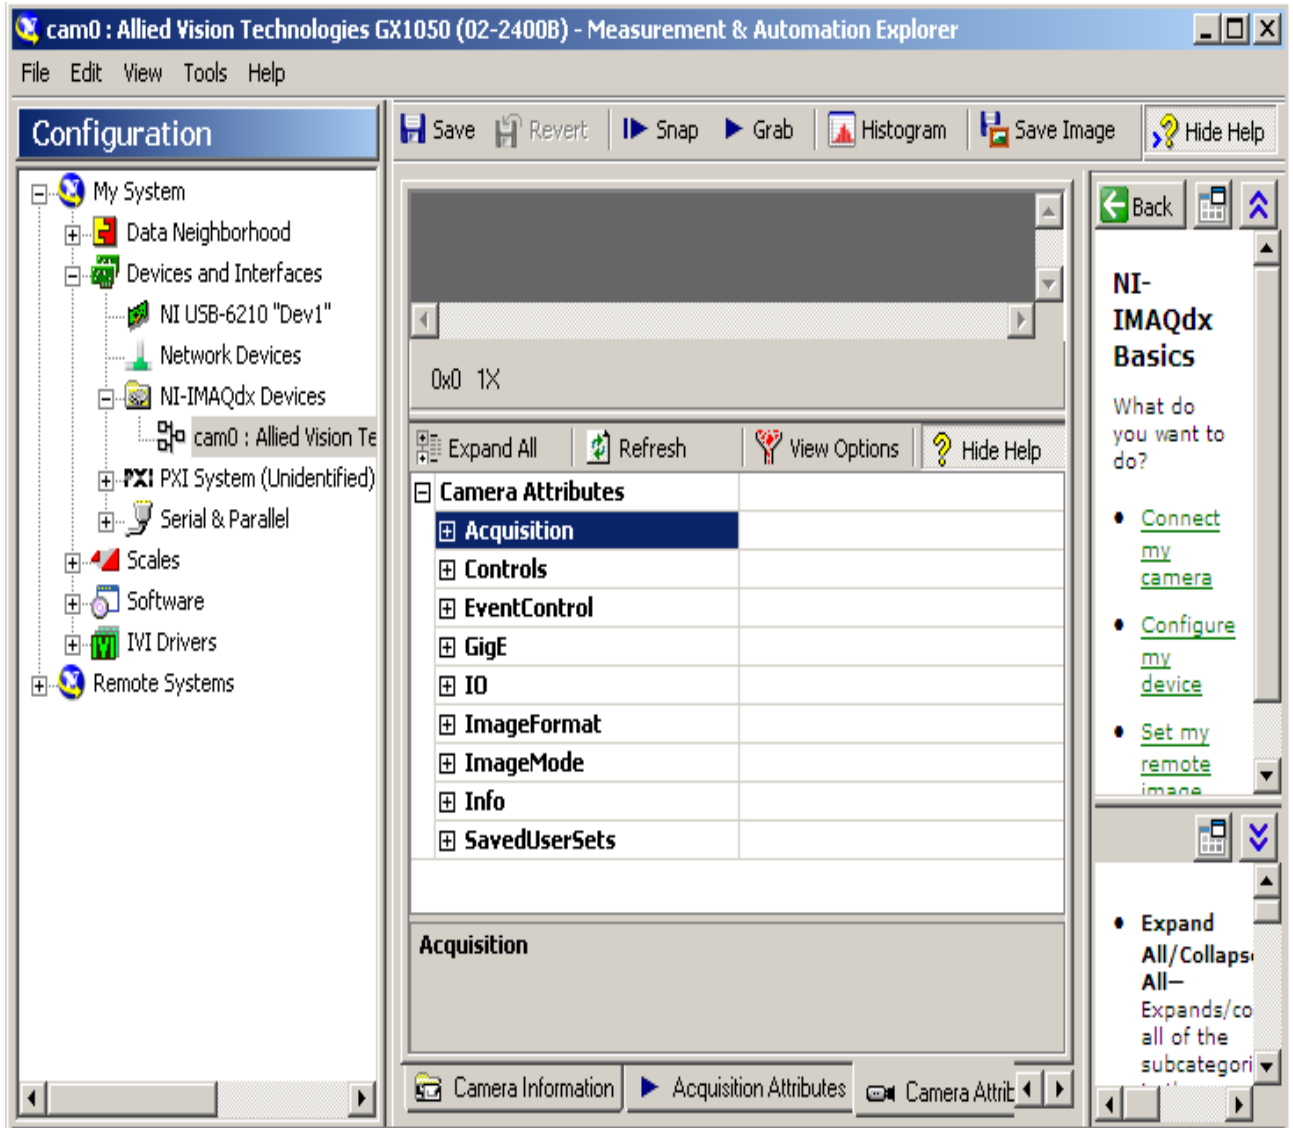 cam0 : Allied Vision Technologies GX1050 (02-2400B) - Measurement & Automation Explorer
File Edit View Tools Help
Configuration
My System
Data Neighborhood
Devices and Interfaces
NI USB-6210 "Dev1"
Network Devices
NI-IMAQdx Devices
cam0 : Allied Vision Te
PXI PXI System (Unidentified)
Serial & Parallel
Scales
Software
IVI Drivers
Remote Systems
Save Revert Snap Grab Histogram Save Image Hide Help
0x0 1X
Expand All Refresh View Options Hide Help
Camera Attributes
Acquisition
Controls
EventControl
GigE
IO
ImageFormat
ImageMode
Info
SavedUserSets
Acquisition
Camera Information Acquisition Attributes Camera Attrib
Back
NI-
IMAQdx
Basics
What do
you want to
do?
Connect
my
camera
Configure
my
device
Set my
remote
image
Expand
All/Collaps
All—
Expands/co
all of the
subcategori